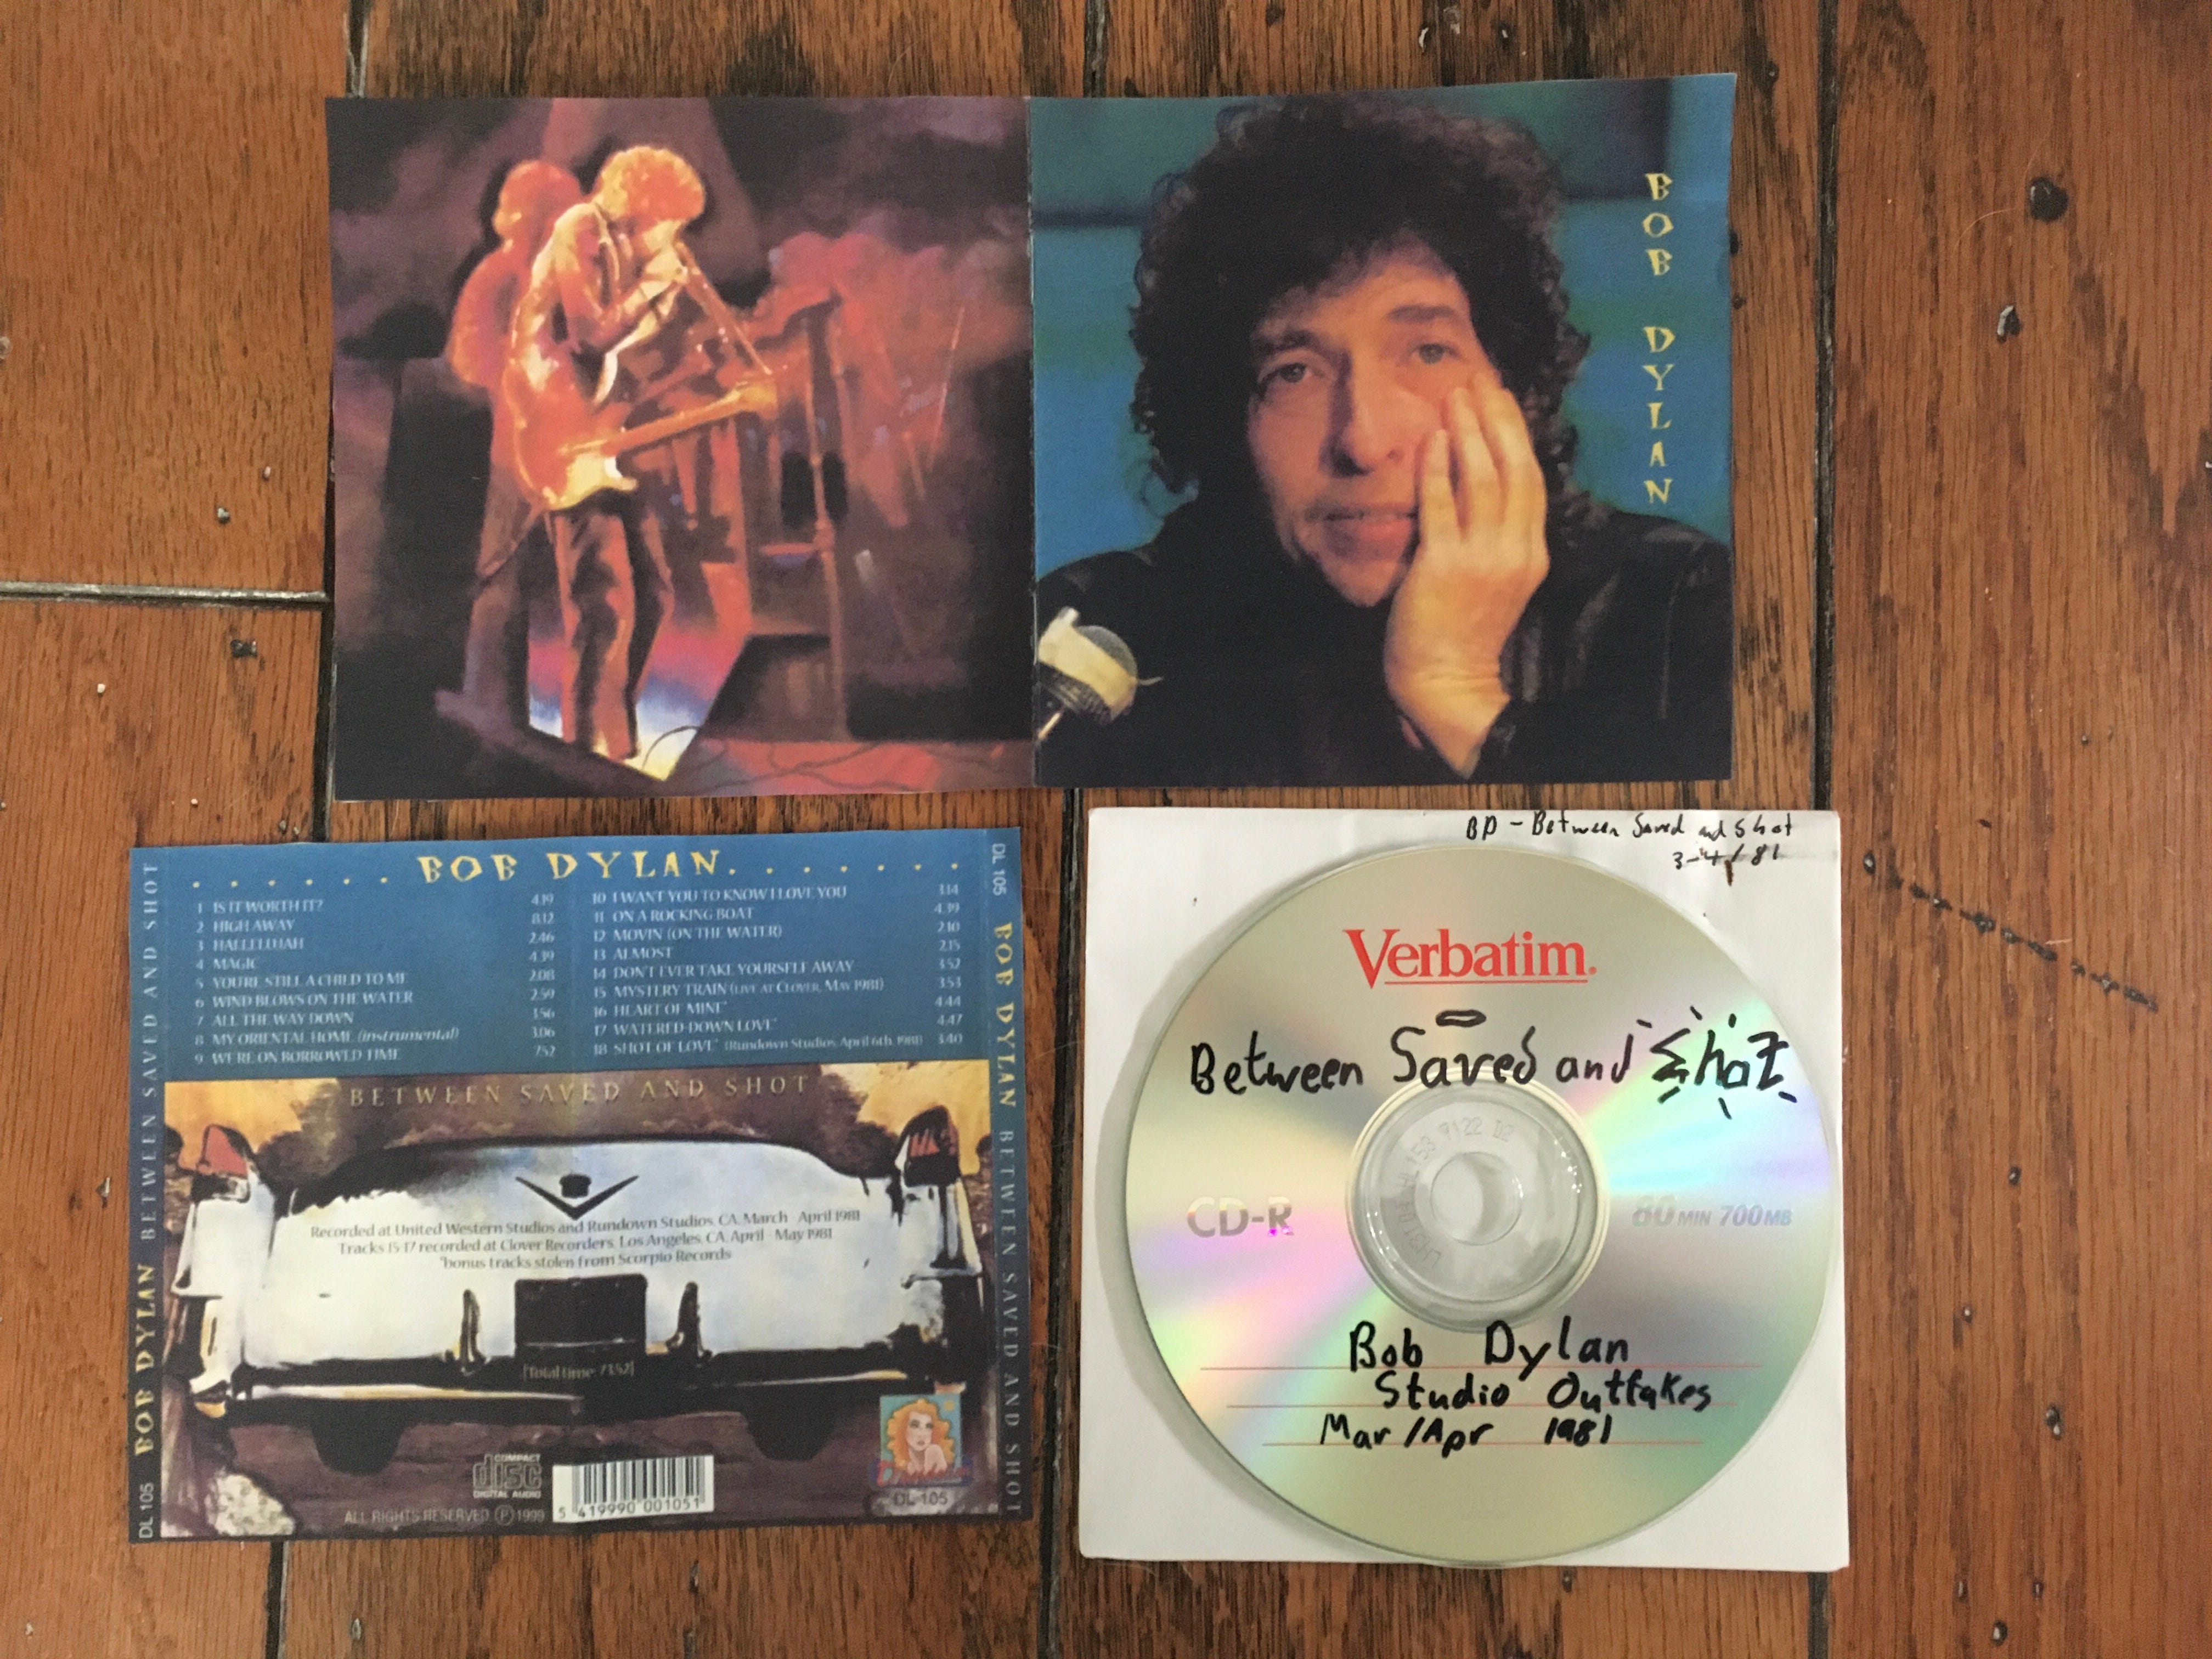 BOB DYLAN
BOB DYLAN
1 IS IT WORTH IT? 4.19
2 HIGH AWAY 8.12
3 HALLELUJAH 2.46
4 MAGIC 4.39
5 YOU'RE STILL A CHILD TO ME 2.08
6 WIND BLOWS ON THE WATER 2.59
7 ALL THE WAY DOWN 3.56
8 MY ORIENTAL HOME (instrumental) 3.06
9 WE'RE ON BORROWED TIME 7.52
10 I WANT YOU TO KNOW I LOVE YOU 3.14
11 ON A ROCKING BOAT 4.39
12 MOVIN (ON THE WATER) 2.10
13 ALMOST 2.15
14 DON'T EVER TAKE YOURSELF AWAY 3.52
15 MYSTERY TRAIN (LIVE AT CLOVER, MAY 1981) 3.53
16 HEART OF MINE* 4.44
17 WATERED-DOWN LOVE* 4.47
18 SHOT OF LOVE* (Rundown Studios, April 6th, 1981) 3.40
BETWEEN SAVED AND SHOT
Recorded at United Western Studios and Rundown Studios, CA, March - April 1981
Tracks 15-17 recorded at Clover Recorders, Los Angeles, CA, April - May 1981
*bonus tracks stolen from Scorpio Records
[Total time: 73.52]
COMPACT
disc
DIGITAL AUDIO
ALL RIGHTS RESERVED Ⓟ 1999
5 419990 001051
DL 105
DL 105 BOB DYLAN BETWEEN SAVED AND SHOT
DL 105 BOB DYLAN BETWEEN SAVED AND SHOT
BD - Between Saved and Shot
3-4/81
Verbatim
Between Saved and Shot
CD-R
80 MIN 700MB
Bob Dylan
Studio Outtakes
Mar/Apr 1981